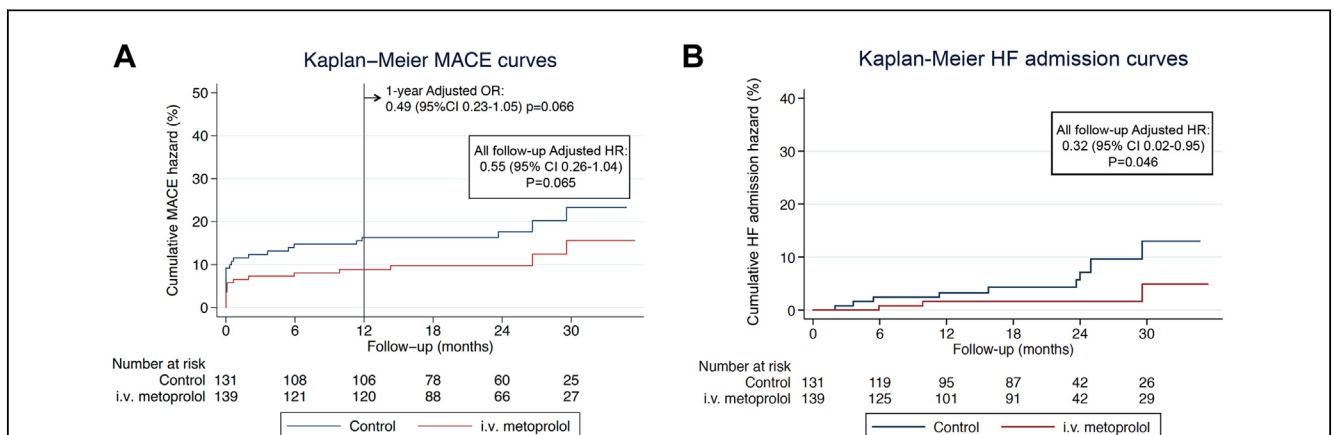 A
Kaplan–Meier MACE curves
1-year Adjusted OR:
0.49 (95%CI 0.23-1.05) p=0.066
All follow-up Adjusted HR:
0.55 (95% CI 0.26-1.04)
P=0.065
Cumulative MACE hazard (%)
50
40
30
20
10
0
0 6 12 18 24 30
Follow–up (months)
Number at risk
Control 131 108 106 78 60 25
i.v. metoprolol 139 121 120 88 66 27
Control i.v. metoprolol
B
Kaplan-Meier HF admission curves
All follow-up Adjusted HR:
0.32 (95% CI 0.02-0.95)
P=0.046
Cumulative HF admission hazard (%)
40
30
20
10
0
0 6 12 18 24 30
Follow-up (months)
Number at risk
Control 131 119 95 87 42 26
i.v. metoprolol 139 125 101 91 42 29
Control i.v. metoprolol